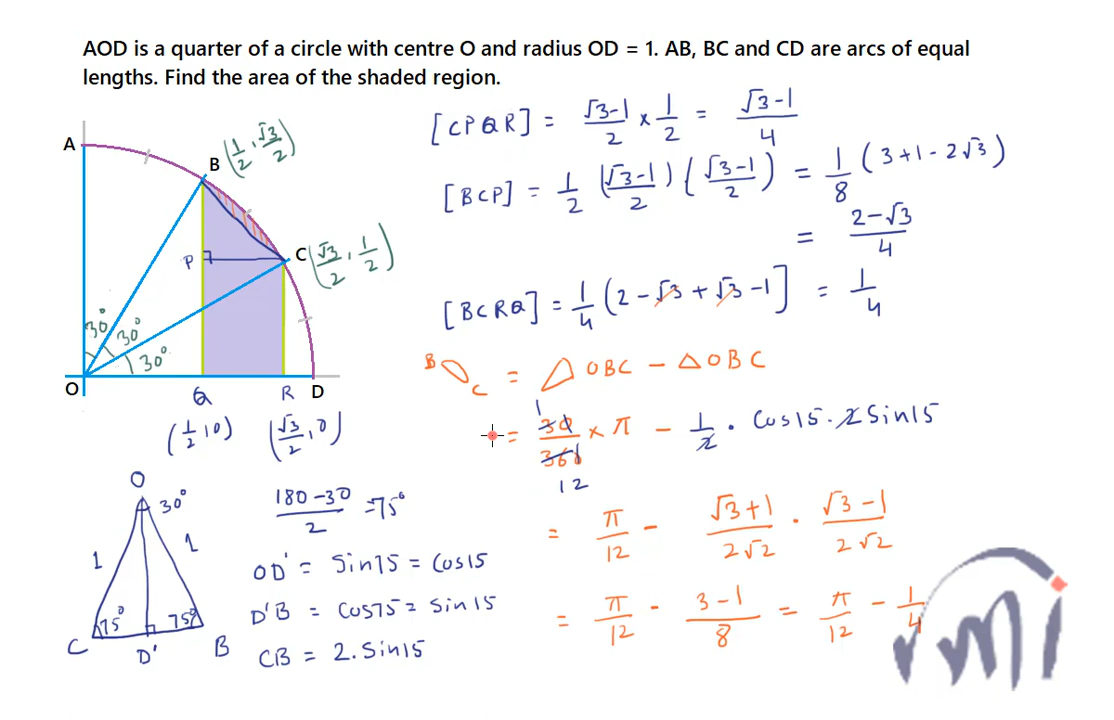 AOD is a quarter of a circle with centre O and radius OD = 1. AB, BC and CD are arcs of equal
lengths. Find the area of the shaded region.
A
B (1/2, √3/2)
P
C (√3/2, 1/2)
30° 30° 30°
O Q R D
(1/2, 0) (√3/2, 0)
[CPQR] = (√3-1)/2 × 1/2 = (√3-1)/4
[BCP] = 1/2 (√3-1)/2) ((√3-1)/2) = 1/8 (3+1-2√3)
= (2-√3)/4
[BCRQ] = 1/4 (2-√3+√3-1] = 1/4
B C = OBC - △OBC
= 30/360 1 12 × π - 1/2 · Cos15·2Sin15
= π/12 - (√3+1)/(2√2) · (√3-1)/(2√2)
= π/12 - (3-1)/8 = π/12 - 1/4
O
30°
1 1
75° 75°
C D' B
(180-30)/2 = 75°
OD' = Sin75 = Cos15
D'B = Cos75 = Sin15
CB = 2.Sin15
rmi